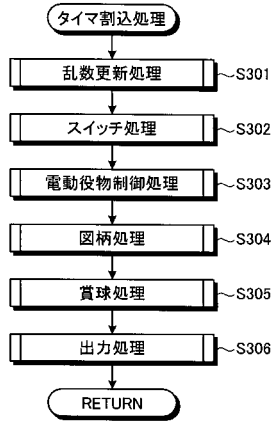 タイマ割込処理
乱数更新処理 S301
スイッチ処理 S302
電動役物制御処理 S303
図柄処理 S304
賞球処理 S305
出力処理 S306
RETURN